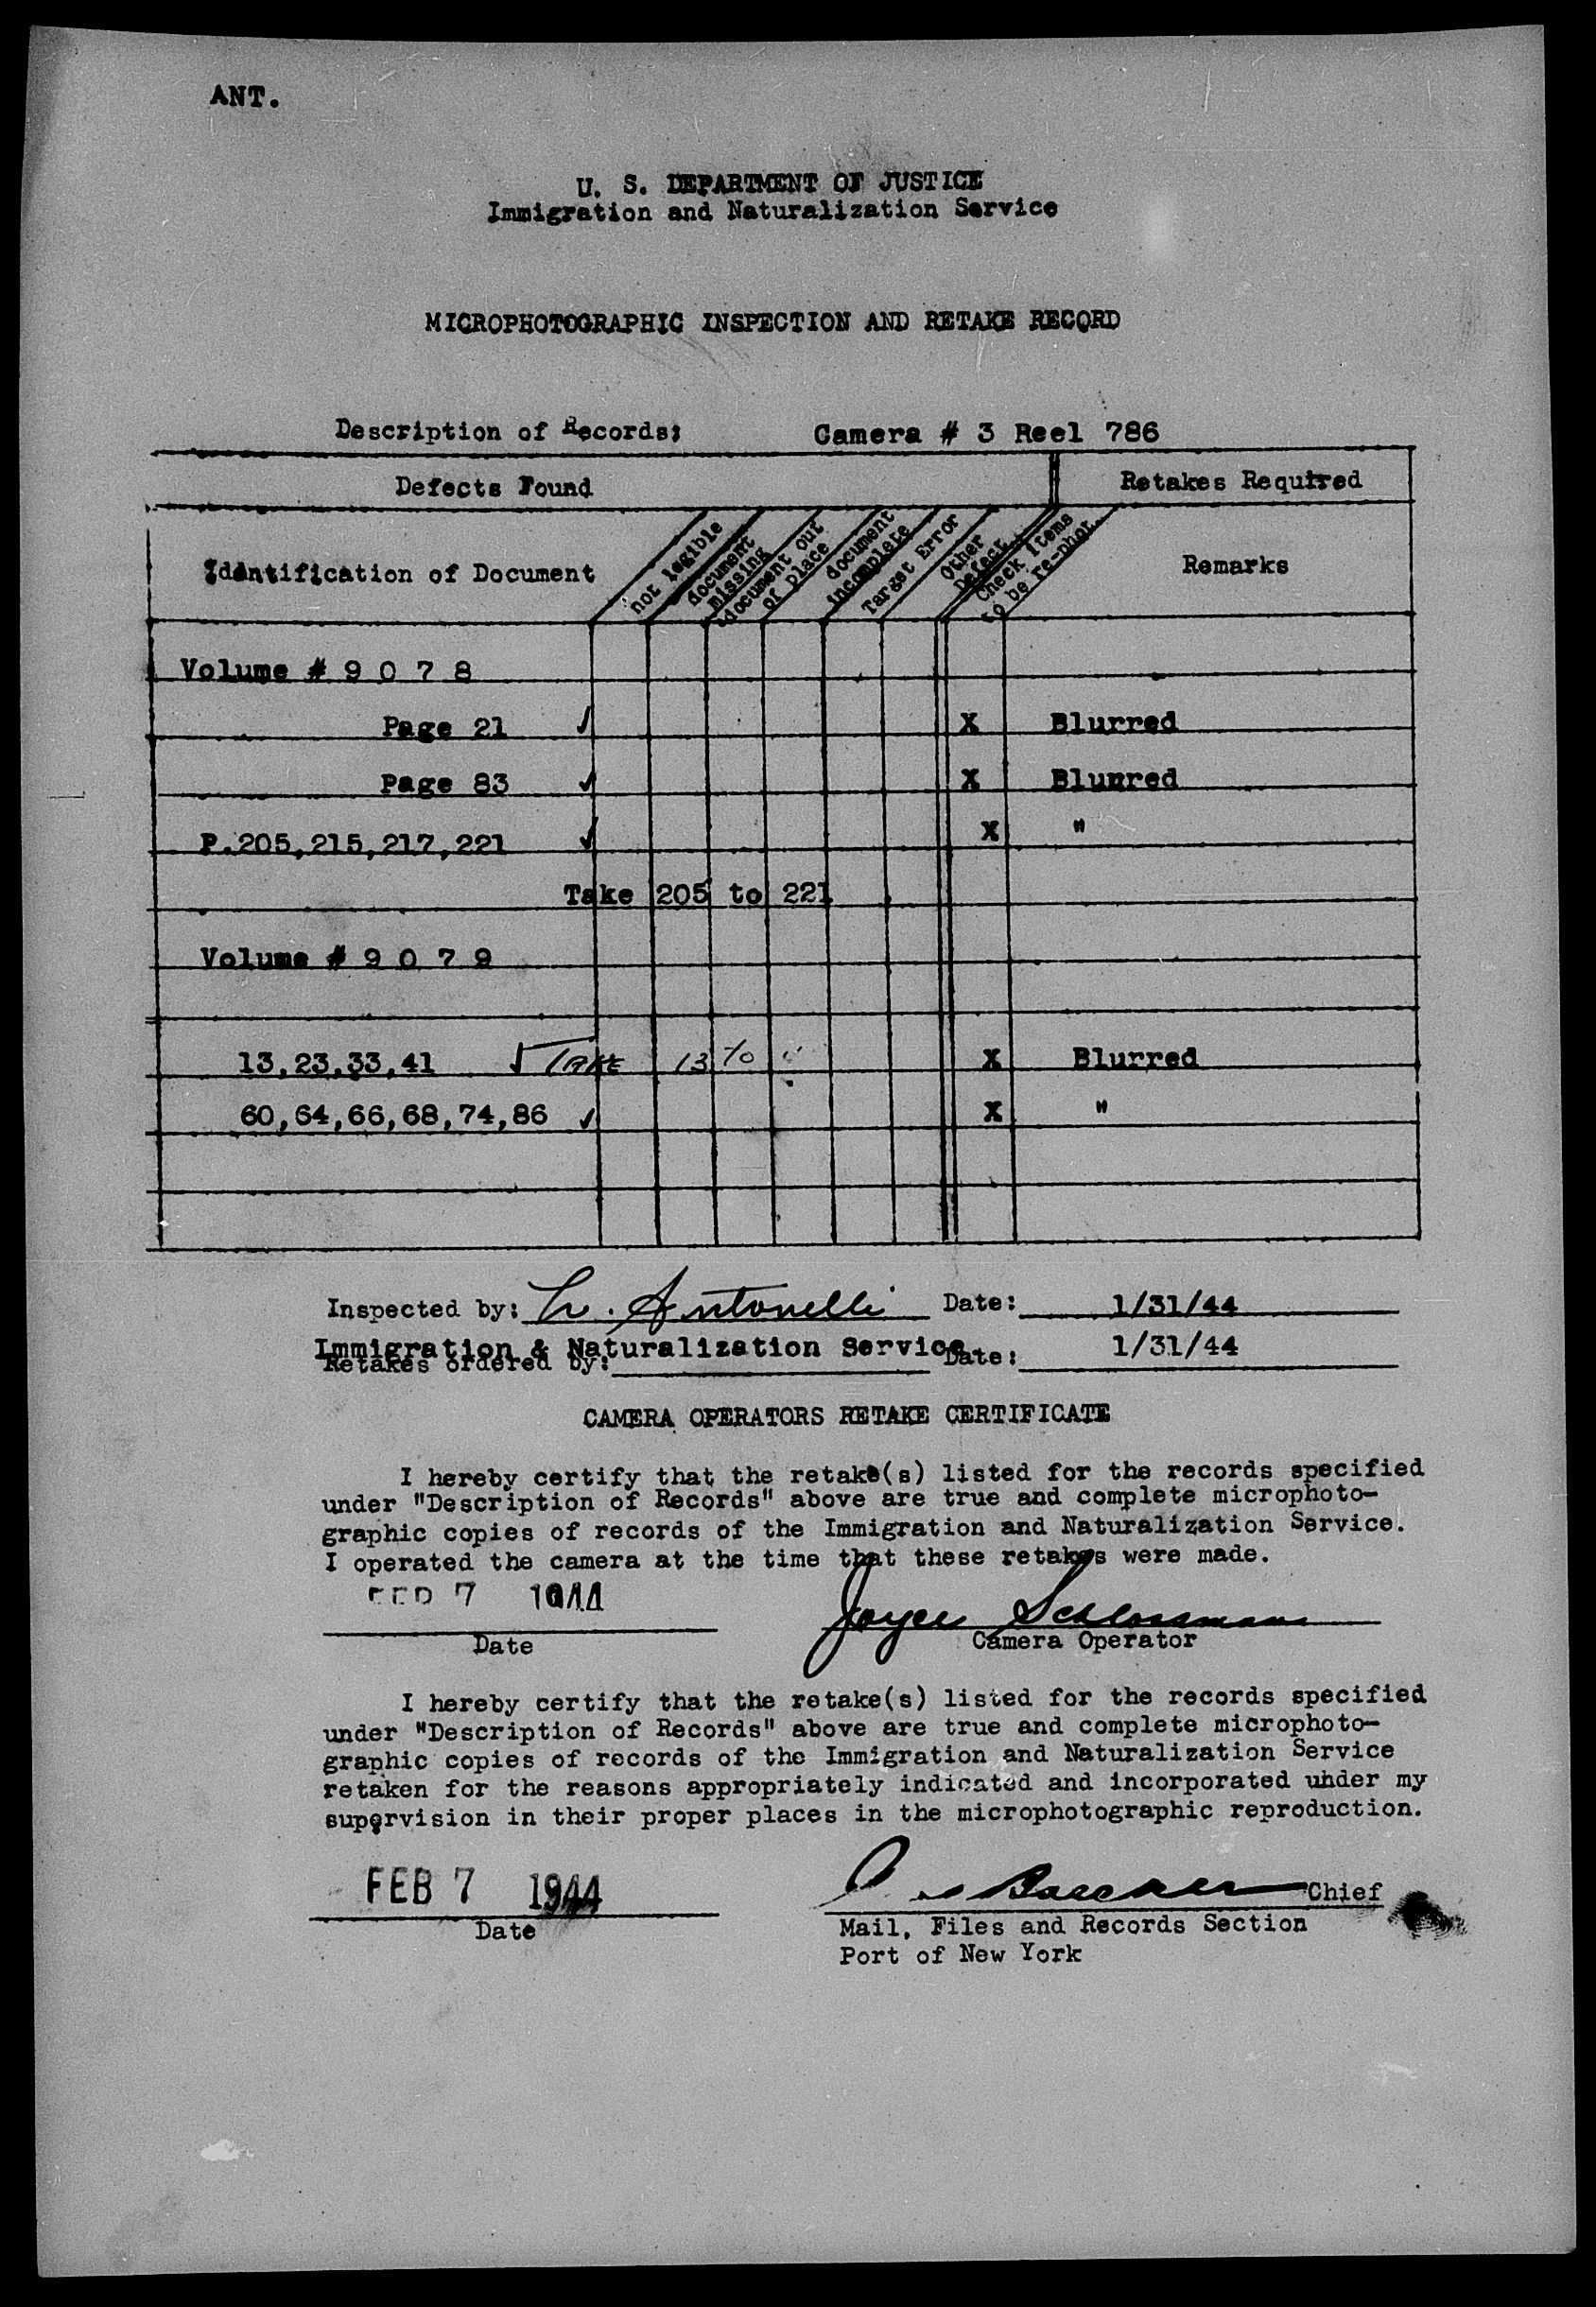 ANT.
U. S. DEPARTMENT OF JUSTICE
Immigration and Naturalization Service
MICROPHOTOGRAPHIC INSPECTION AND RETAKE RECORD
Description of Records: Camera # 3 Reel 786
Defects Found Retakes Required
Identification of Document
not legible
document missing
document out of place
document incomplete
Target Error
Other Defect
Check items to be re-phot.
Remarks
Volume # 9 0 7 8
Page 21 ✓ X Blurred
Page 83 ✓ X Blunred
P.205,215,217,221 ✓ X "
Take 205 to 221
Volume # 9 0 7 9
13,23,33,41 ✓ TAKE 13 to X Blurred
60,64,66,68,74,86 ✓ X "
Inspected by: L. Antonelli Date: 1/31/44
Immigration & Naturalization Service
Retakes ordered by: Date: 1/31/44
CAMERA OPERATORS RETAKE CERTIFICATE
I hereby certify that the retake(s) listed for the records specified
under "Description of Records" above are true and complete microphoto-
graphic copies of records of the Immigration and Naturalization Service.
I operated the camera at the time that these retakes were made.
FEB 7 1944 Joyce Schlossmann
Date Camera Operator
I hereby certify that the retake(s) listed for the records specified
under "Description of Records" above are true and complete microphoto-
graphic copies of records of the Immigration and Naturalization Service
retaken for the reasons appropriately indicated and incorporated under my
supervision in their proper places in the microphotographic reproduction.
FEB 7 1944 Chief
Date Mail, Files and Records Section
Port of New York